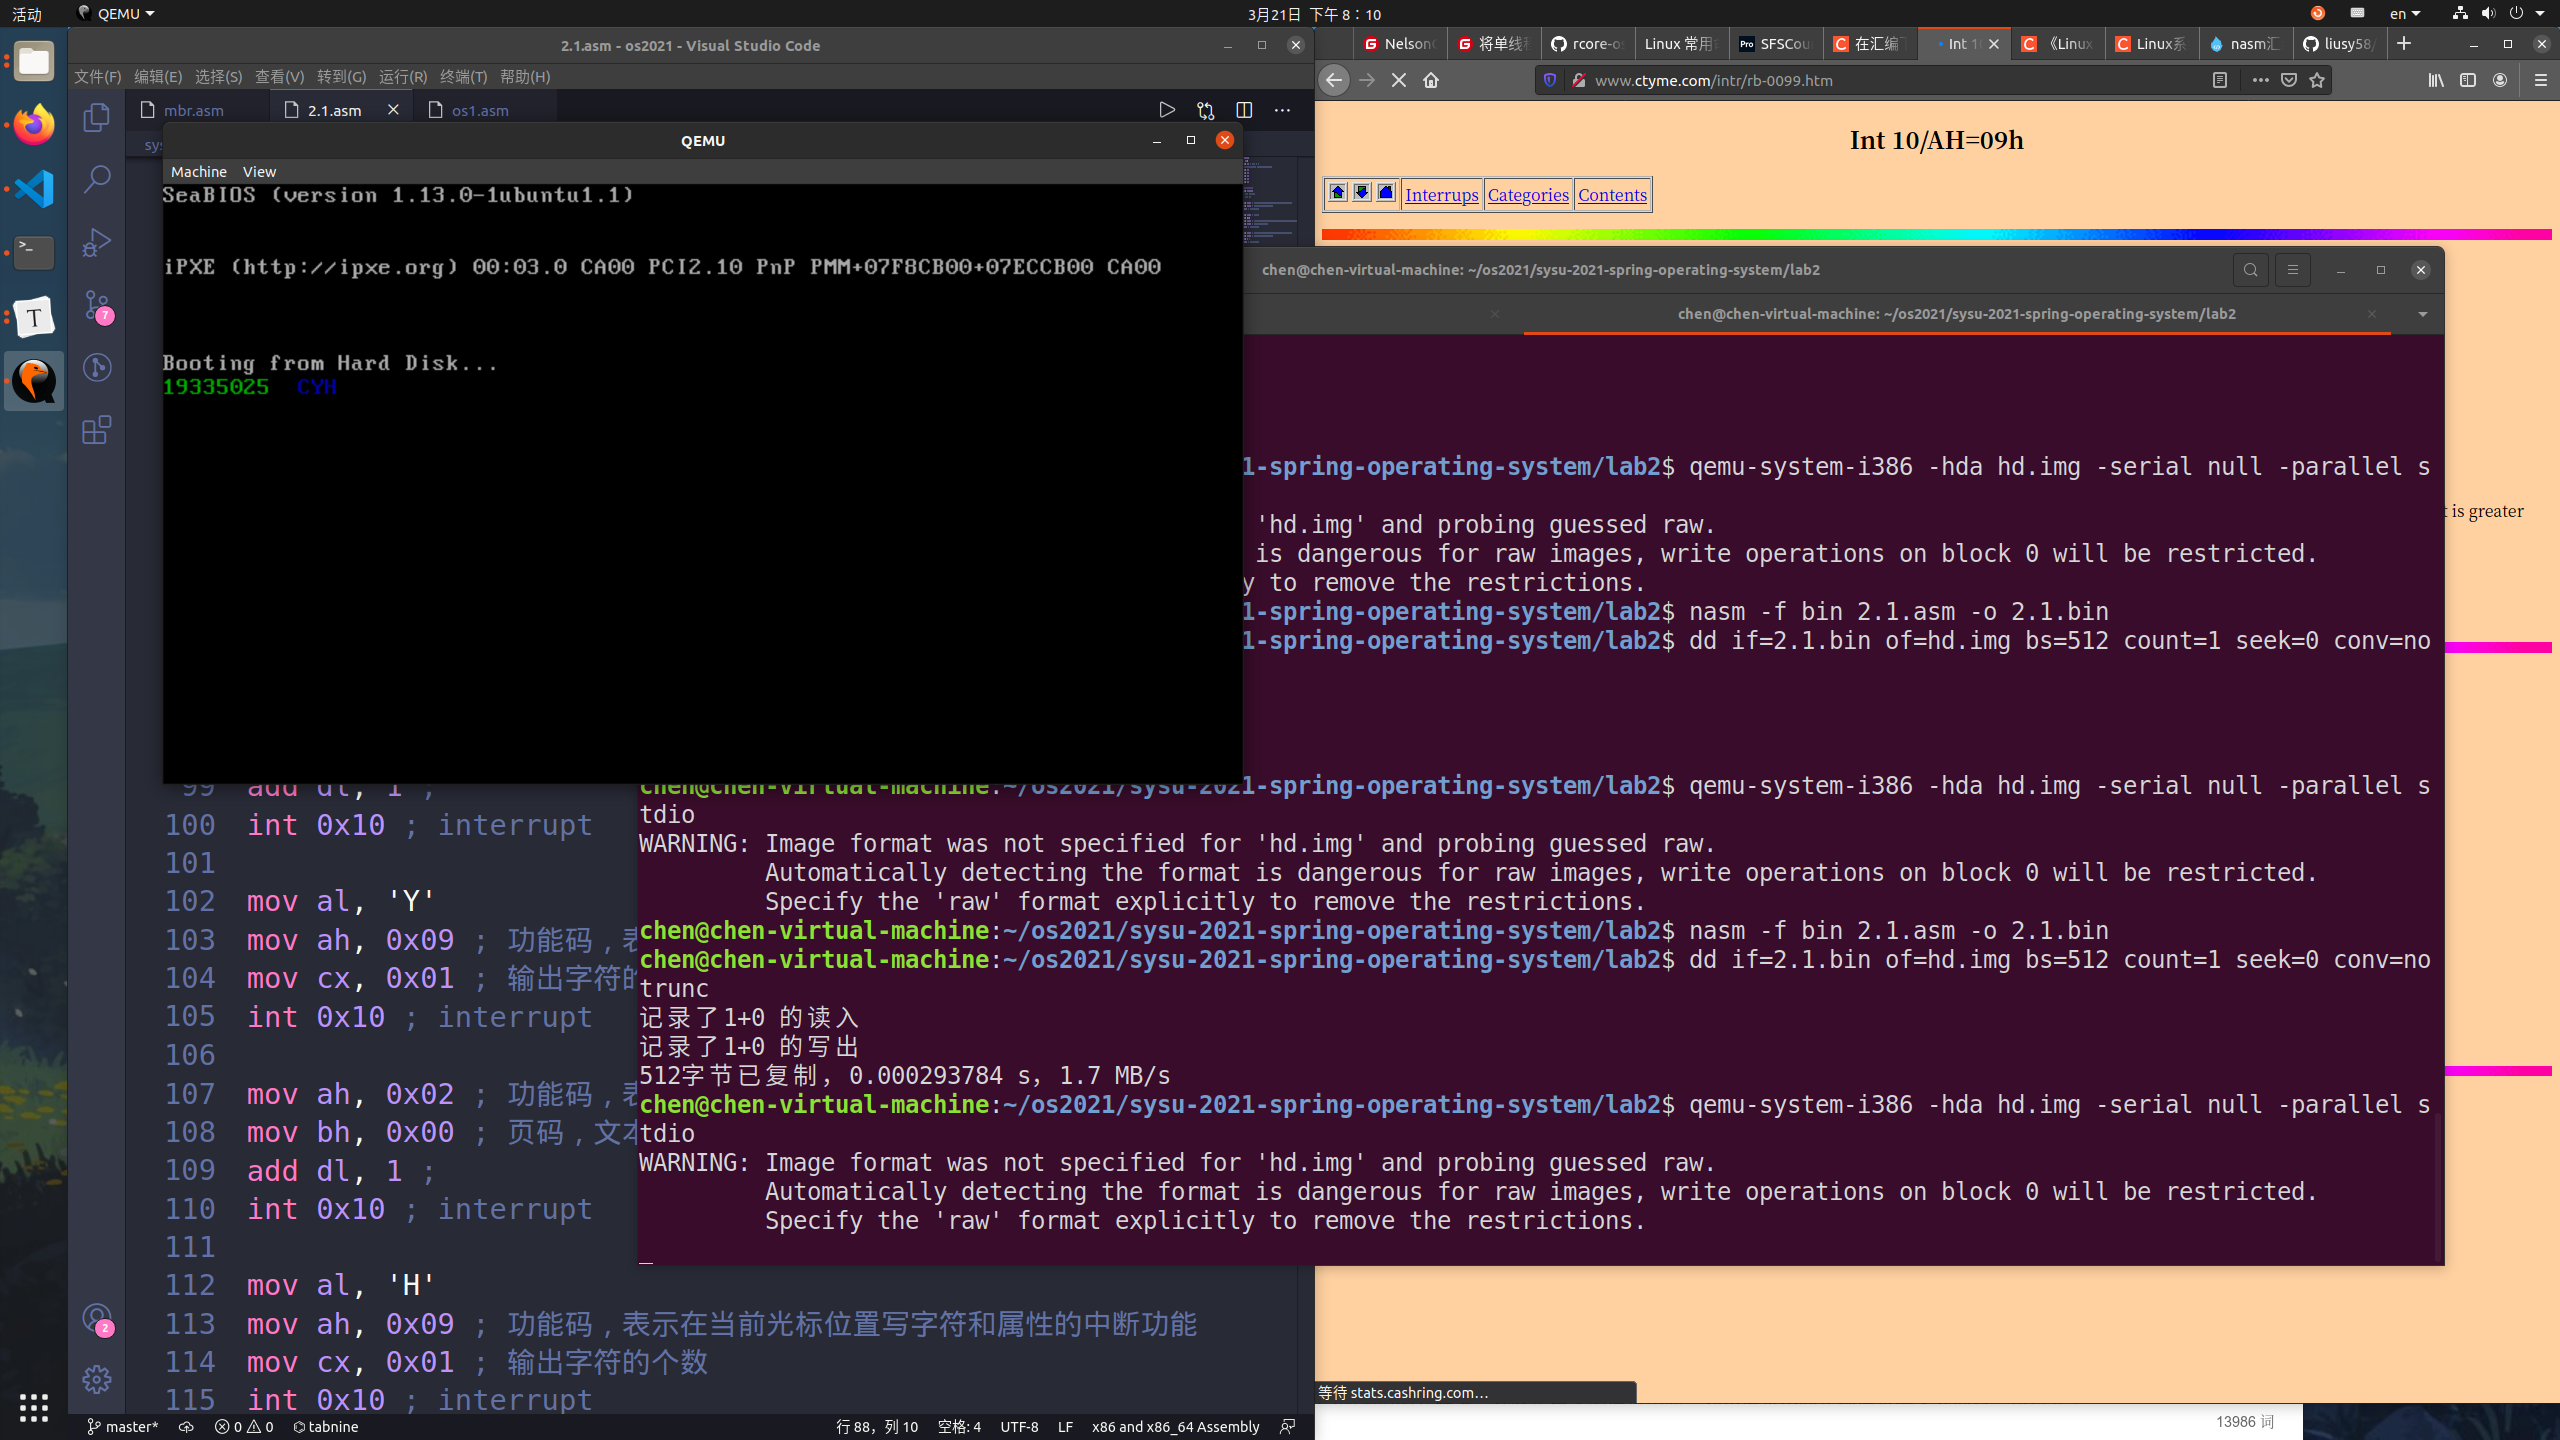 活动
QEMU
3月21日 下午 8：10
en
2.1.asm - os2021 - Visual Studio Code
文件(F) 编辑(E) 选择(S) 查看(V) 转到(G) 运行(R) 终端(T) 帮助(H)
mbr.asm
2.1.asm
os1.asm
QEMU
Machine View
SeaBIOS (version 1.13.0-1ubuntu1.1)
iPXE (http://ipxe.org) 00:03.0 CA00 PCI2.10 PnP PMM+07F8CB00+07ECCB00 CA00
Booting from Hard Disk...
19335025 CYH
7
99 add dl, 1 ;
100 int 0x10 ; interrupt
101
102 mov al, 'Y'
103 mov ah, 0x09 ; 功能码，
104 mov cx, 0x01 ; 输出字符的
105 int 0x10 ; interrupt
106
107 mov ah, 0x02 ; 功能码，
108 mov bh, 0x00 ; 页码，文
109 add dl, 1 ;
110 int 0x10 ; interrupt
111
112 mov al, 'H'
113 mov ah, 0x09 ; 功能码，表示在当前光标位置写字符和属性的中断功能
114 mov cx, 0x01 ; 输出字符的个数
115 int 0x10 ; interrupt
2
master* 0 0 tabnine
行 88，列 10 空格: 4 UTF-8 LF x86 and x86_64 Assembly
Nelson 将单线 rcore-os Linux 常用 SFSCou 在汇编 Int 10 《Linux Linux系 nasm汇 liusy58/
www.ctyme.com/intr/rb-0099.htm
Int 10/AH=09h
Interrups Categories Contents
t is greater
chen@chen-virtual-machine: ~/os2021/sysu-2021-spring-operating-system/lab2
chen@chen-virtual-machine: ~/os2021/sysu-2021-spring-operating-system/lab2
1-spring-operating-system/lab2$ qemu-system-i386 -hda hd.img -serial null -parallel s
'hd.img' and probing guessed raw.
is dangerous for raw images, write operations on block 0 will be restricted.
y to remove the restrictions.
1-spring-operating-system/lab2$ nasm -f bin 2.1.asm -o 2.1.bin
1-spring-operating-system/lab2$ dd if=2.1.bin of=hd.img bs=512 count=1 seek=0 conv=no
chen@chen-virtual-machine:~/os2021/sysu-2021-spring-operating-system/lab2$ qemu-system-i386 -hda hd.img -serial null -parallel s
tdio
WARNING: Image format was not specified for 'hd.img' and probing guessed raw.
Automatically detecting the format is dangerous for raw images, write operations on block 0 will be restricted.
Specify the 'raw' format explicitly to remove the restrictions.
chen@chen-virtual-machine:~/os2021/sysu-2021-spring-operating-system/lab2$ nasm -f bin 2.1.asm -o 2.1.bin
chen@chen-virtual-machine:~/os2021/sysu-2021-spring-operating-system/lab2$ dd if=2.1.bin of=hd.img bs=512 count=1 seek=0 conv=no
trunc
记录了1+0 的读入
记录了1+0 的写出
512字节已复制，0.000293784 s，1.7 MB/s
chen@chen-virtual-machine:~/os2021/sysu-2021-spring-operating-system/lab2$ qemu-system-i386 -hda hd.img -serial null -parallel s
tdio
WARNING: Image format was not specified for 'hd.img' and probing guessed raw.
Automatically detecting the format is dangerous for raw images, write operations on block 0 will be restricted.
Specify the 'raw' format explicitly to remove the restrictions.
等待 stats.cashring.com…
13986 词